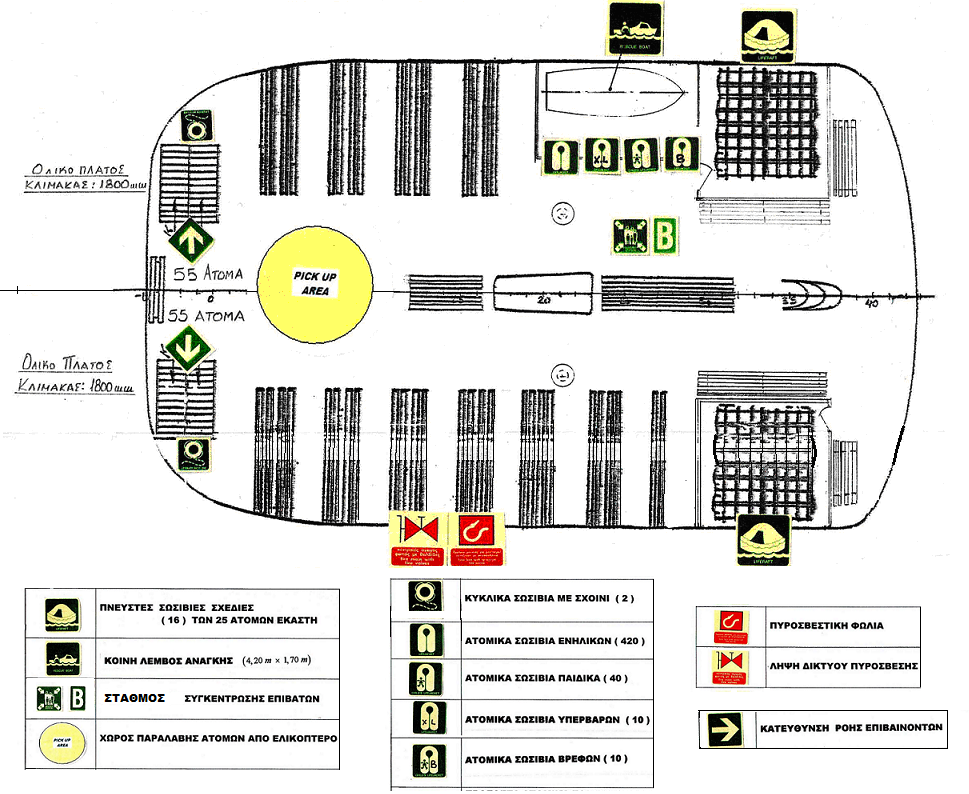 RESCUE BOAT
LIFERAFT
ΟΛΙΚΟ ΠΛΑΤΟΣ
ΚΛΙΜΑΚΑΣ: 1800mm
XL
B
B
55 ΑΤΟΜΑ
PICK UP
AREA
0
20
35
40
55 ΑΤΟΜΑ
ΟΛΙΚΟ ΠΛΑΤΟΣ
ΚΛΙΜΑΚΑΣ: 1800mm
LIFERAFT
ΠΝΕΥΣΤΕΣ ΣΩΣΙΒΙΕΣ ΣΧΕΔΙΕΣ
( 16 ) ΤΩΝ 25 ΑΤΟΜΩΝ ΕΚΑΣΤΗ
ΚΟΙΝΗ ΛΕΜΒΟΣ ΑΝΑΓΚΗΣ (4,20 m × 1,70 m)
B
ΣΤΑΘΜΟΣ ΣΥΓΚΕΝΤΡΩΣΗΣ ΕΠΙΒΑΤΩΝ
PICK UP
AREA
ΧΩΡΟΣ ΠΑΡΑΛΑΒΗΣ ΑΤΟΜΩΝ ΑΠΟ ΕΛΙΚΟΠΤΕΡΟ
ΚΥΚΛΙΚΑ ΣΩΣΙΒΙΑ ΜΕ ΣΧΟΙΝΙ ( 2 )
ΑΤΟΜΙΚΑ ΣΩΣΙΒΙΑ ΕΝΗΛΙΚΩΝ ( 420 )
ΑΤΟΜΙΚΑ ΣΩΣΙΒΙΑ ΠΑΙΔΙΚΑ ( 40 )
XL
ΑΤΟΜΙΚΑ ΣΩΣΙΒΙΑ ΥΠΕΡΒΑΡΩΝ ( 10 )
B
ΑΤΟΜΙΚΑ ΣΩΣΙΒΙΑ ΒΡΕΦΩΝ ( 10 )
ΠΥΡΟΣΒΕΣΤΙΚΗ ΦΩΛΙΑ
ΛΗΨΗ ΔΙΚΤΥΟΥ ΠΥΡΟΣΒΕΣΗΣ
ΚΑΤΕΥΘΥΝΣΗ ΡΟΗΣ ΕΠΙΒΑΙΝΟΝΤΩΝ